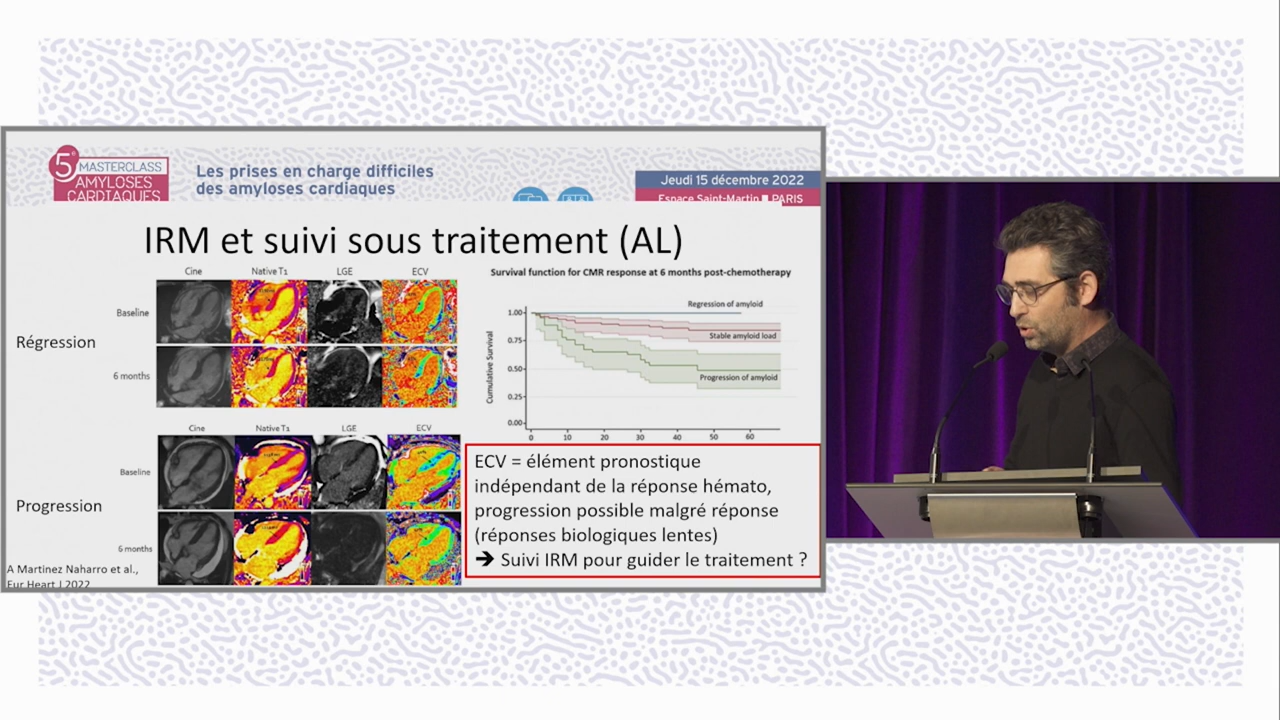 5e MASTERCLASS
AMYLOSES
CARDIAQUES
Les prises en charge difficiles
des amyloses cardiaques
Jeudi 15 décembre 2022
Espace Saint-Martin PARIS
IRM et suivi sous traitement (AL)
Cine Native T1 LGE ECV
Baseline
Régression
6 months
Cine Native T1 LGE ECV
Baseline
Progression
6 months
A Martinez Naharro et al.,
Eur Heart J 2022
Survival function for CMR response at 6 months post-chemotherapy
Regression of amyloid
Stable amyloid load
Progression of amyloid
Cumulative Survival
1.00
0.75
0.50
0.25
0.00
0 10 20 30 40 50 60
ECV = élément pronostique
indépendant de la réponse hémato,
progression possible malgré réponse
(réponses biologiques lentes)
➔ Suivi IRM pour guider le traitement ?